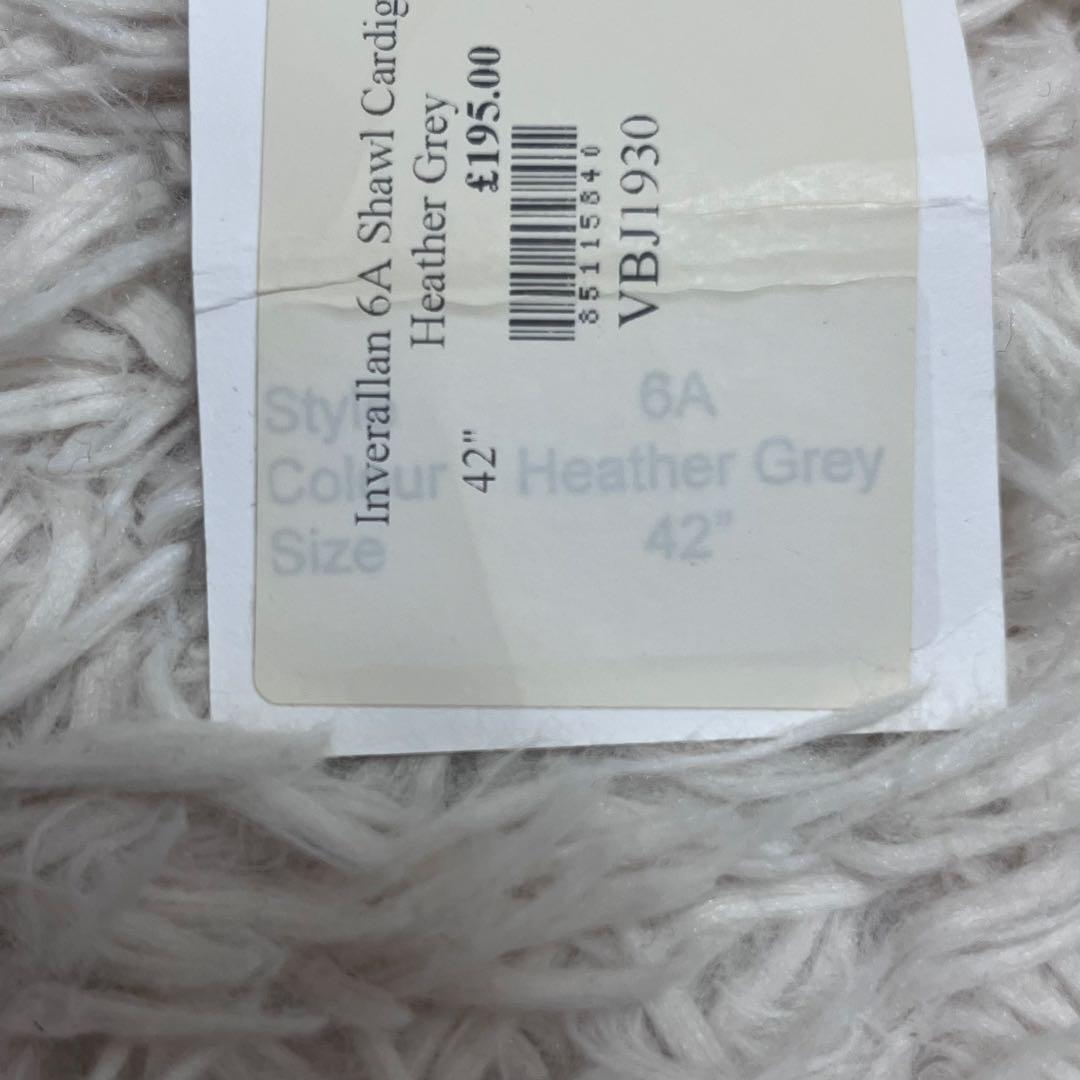 Inverallan 6A Shawl Cardig
Heather Grey
42" £195.00
85115840
VBJ1930
Style 6A
Colour Heather Grey
Size 42"